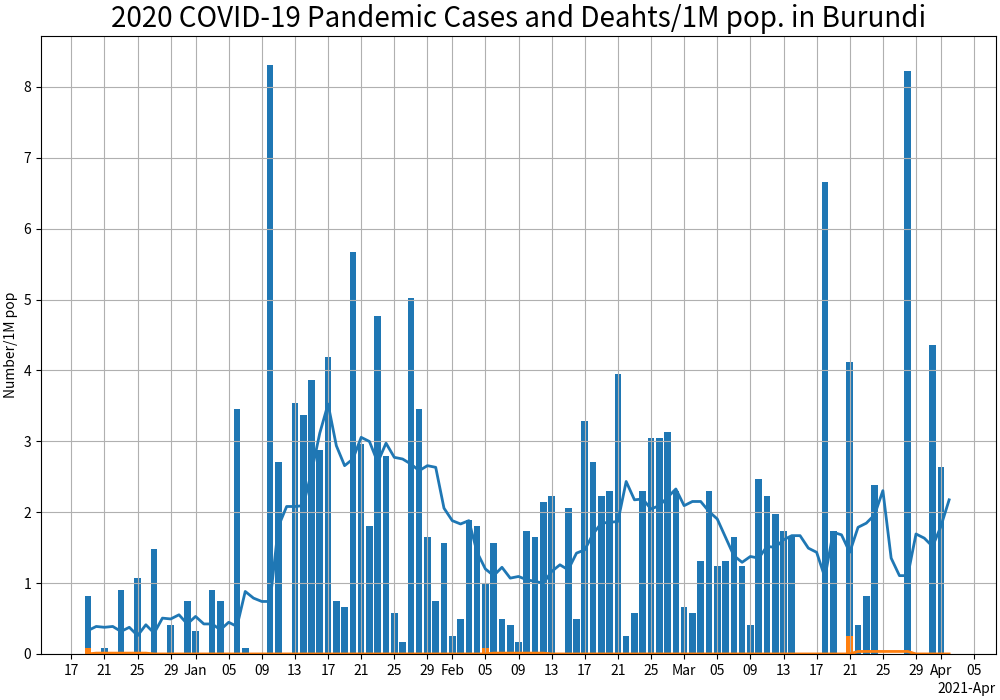 2020 COVID-19 Pandemic Cases and Deahts/1M pop. in Burundi
Number/1M pop
8
7
6
5
4
3
2
1
0
17 21 25 29 Jan 05 09 13 17 21 25 29 Feb 05 09 13 17 21 25 Mar 05 09 13 17 21 25 29 Apr 05
2021-Apr